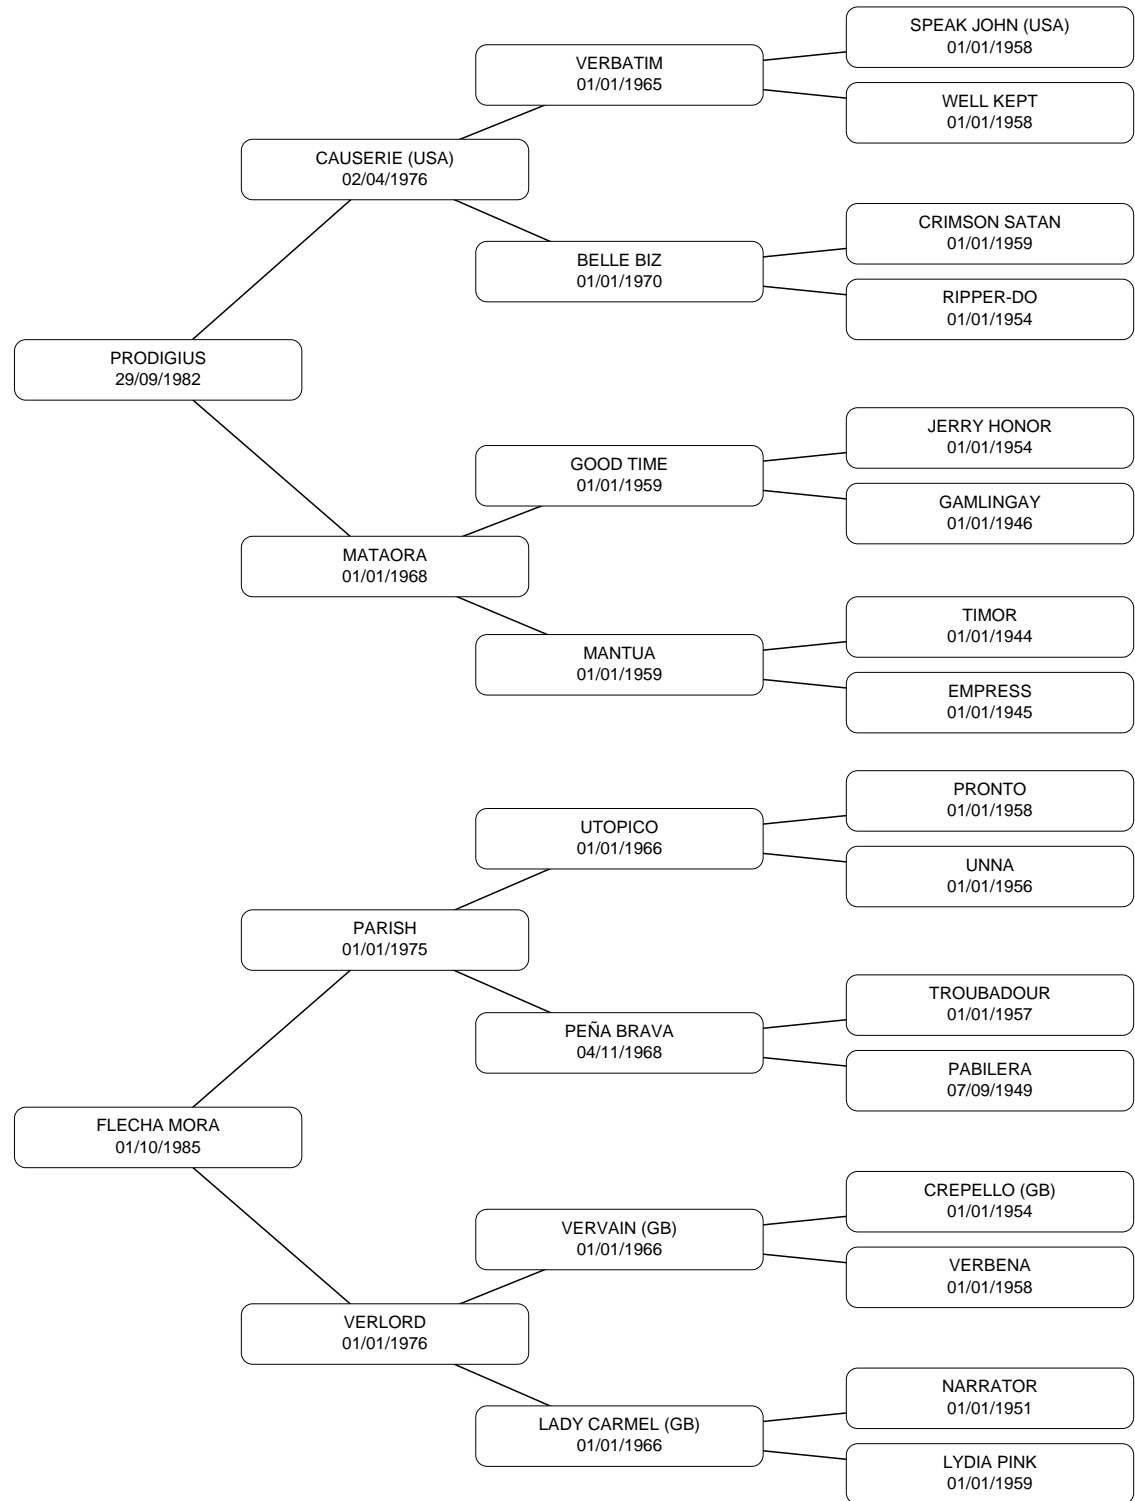 SPEAK JOHN (USA)
01/01/1958
VERBATIM
01/01/1965
WELL KEPT
01/01/1958
CAUSERIE (USA)
02/04/1976
CRIMSON SATAN
01/01/1959
BELLE BIZ
01/01/1970
RIPPER-DO
01/01/1954
PRODIGIUS
29/09/1982
JERRY HONOR
01/01/1954
GOOD TIME
01/01/1959
GAMLINGAY
01/01/1946
MATAORA
01/01/1968
TIMOR
01/01/1944
MANTUA
01/01/1959
EMPRESS
01/01/1945
PRONTO
01/01/1958
UTOPICO
01/01/1966
UNNA
01/01/1956
PARISH
01/01/1975
TROUBADOUR
01/01/1957
PEÑA BRAVA
04/11/1968
PABILERA
07/09/1949
FLECHA MORA
01/10/1985
CREPELLO (GB)
01/01/1954
VERVAIN (GB)
01/01/1966
VERBENA
01/01/1958
VERLORD
01/01/1976
NARRATOR
01/01/1951
LADY CARMEL (GB)
01/01/1966
LYDIA PINK
01/01/1959